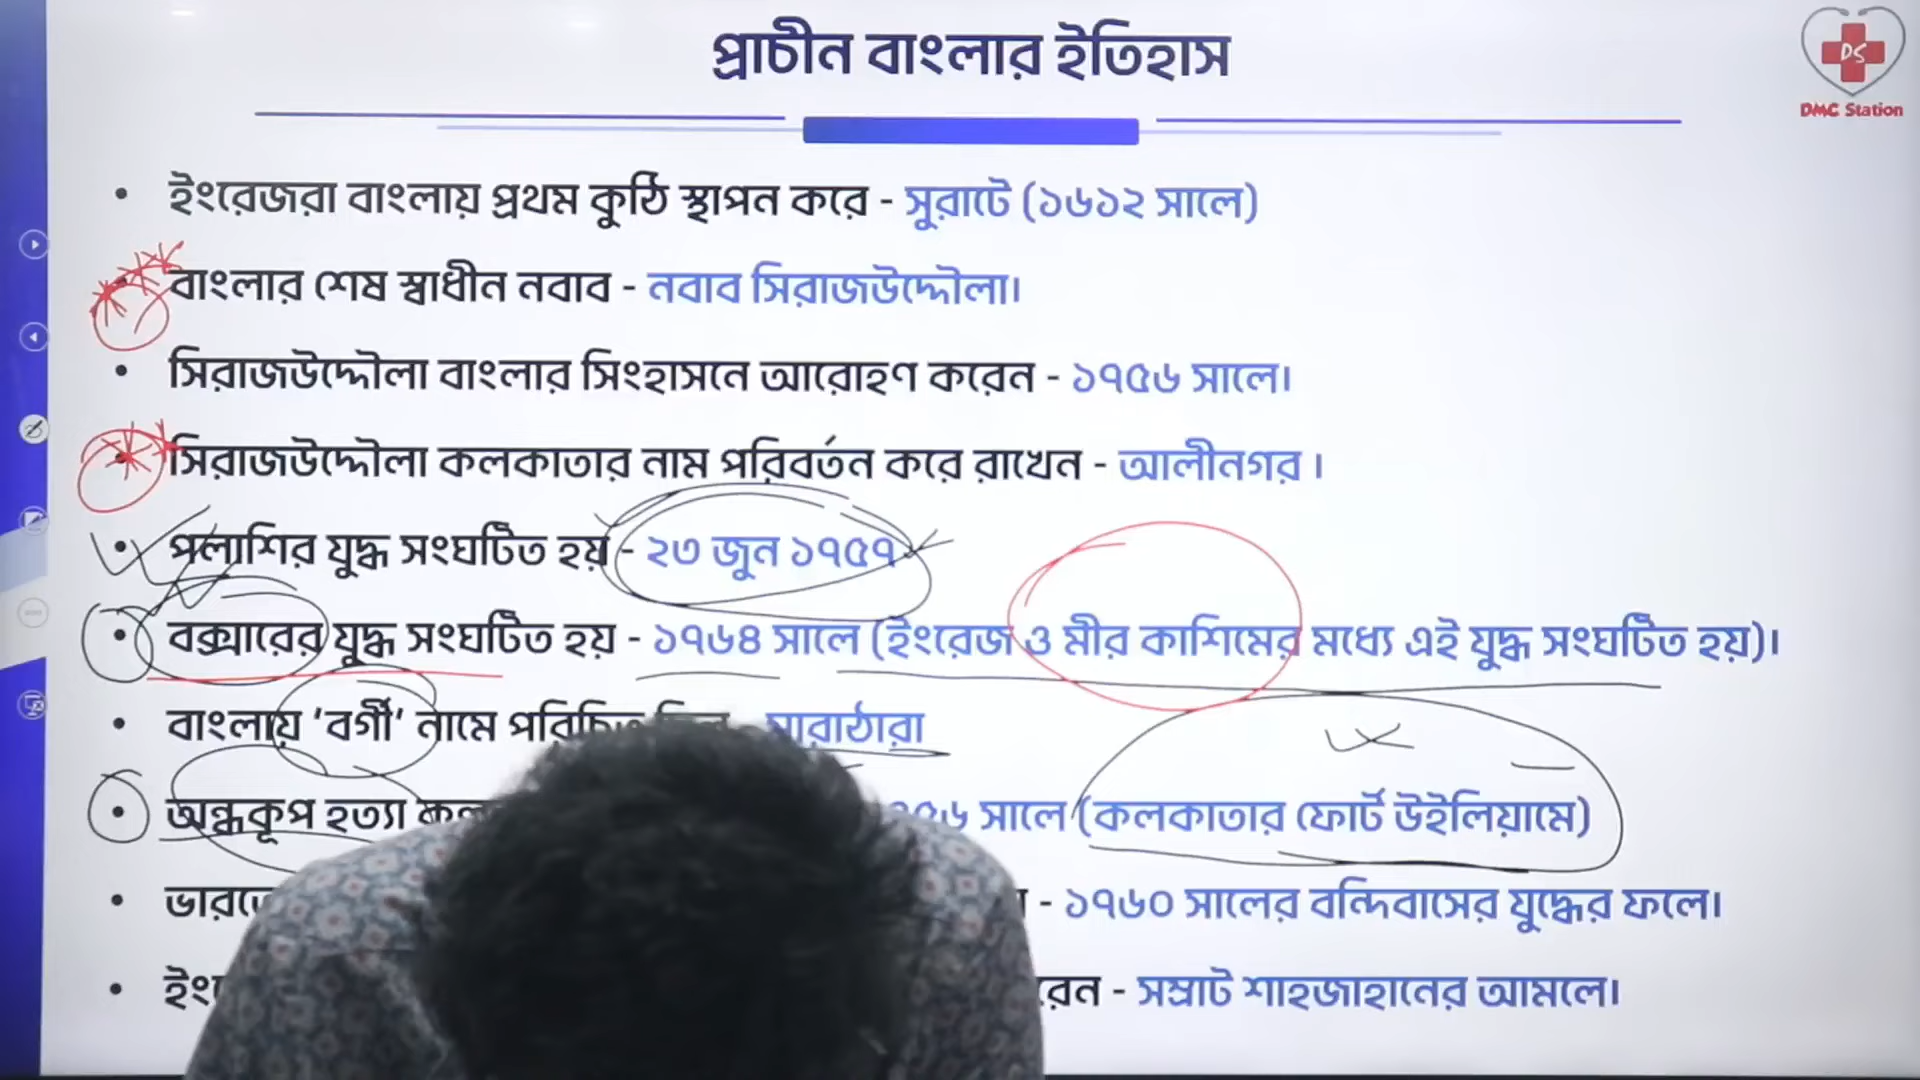 প্রাচীন বাংলার ইতিহাস
DS
DMC Station
• ইংরেজরা বাংলায় প্রথম কুঠি স্থাপন করে - সুরাটে (১৬১২ সালে)
বাংলার শেষ স্বাধীন নবাব - নবাব সিরাজউদ্দৌলা।
• সিরাজউদ্দৌলা বাংলার সিংহাসনে আরোহণ করেন - ১৭৫৬ সালে।
• সিরাজউদ্দৌলা কলকাতার নাম পরিবর্তন করে রাখেন - আলীনগর ।
• পলাশির যুদ্ধ সংঘটিত হয় - ২৩ জুন ১৭৫৭
• বক্সারের যুদ্ধ সংঘটিত হয় - ১৭৬৪ সালে (ইংরেজ ও মীর কাশিমের মধ্যে এই যুদ্ধ সংঘটিত হয়)।
• বাংলায় 'বর্গী' নামে পরিচিত - মারাঠারা
• অন্ধকূপ হত্যা সালে (কলকাতার ফোর্ট উইলিয়ামে)
• - ১৭৬০ সালের বন্দিবাসের যুদ্ধের ফলে।
• - সম্রাট শাহজাহানের আমলে।